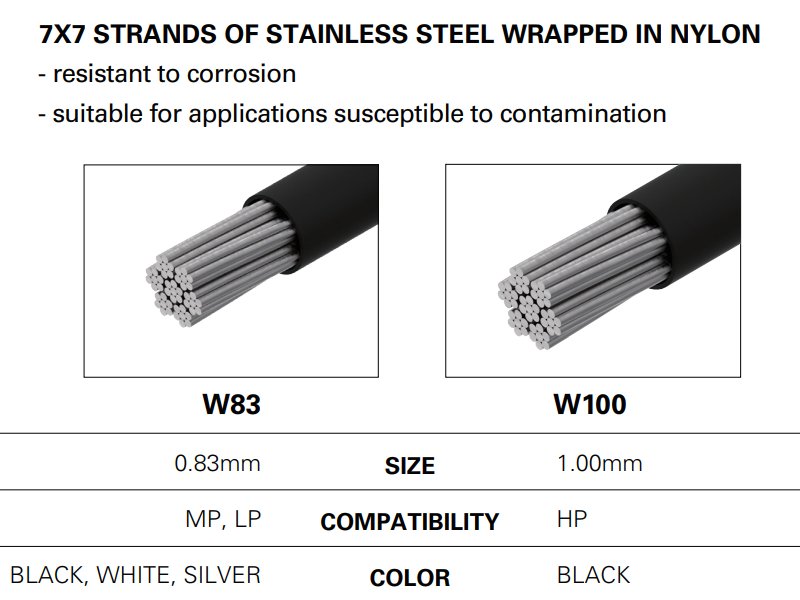 7X7 STRANDS OF STAINLESS STEEL WRAPPED IN NYLON
- resistant to corrosion
- suitable for applications susceptible to contamination
W83 W100
0.83mm SIZE 1.00mm
MP, LP COMPATIBILITY HP
BLACK, WHITE, SILVER COLOR BLACK